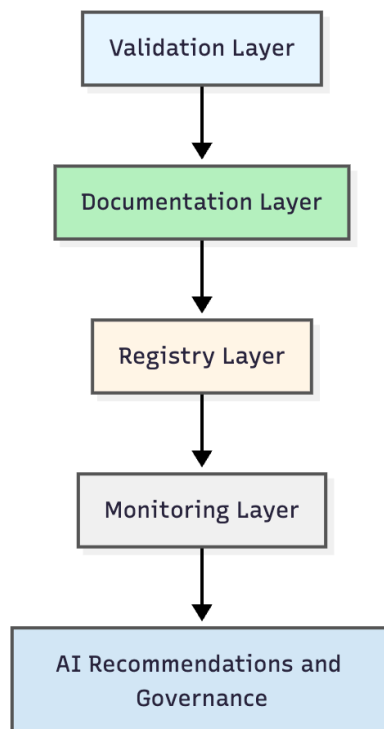 Validation Layer
Documentation Layer
Registry Layer
Monitoring Layer
AI Recommendations and
Governance